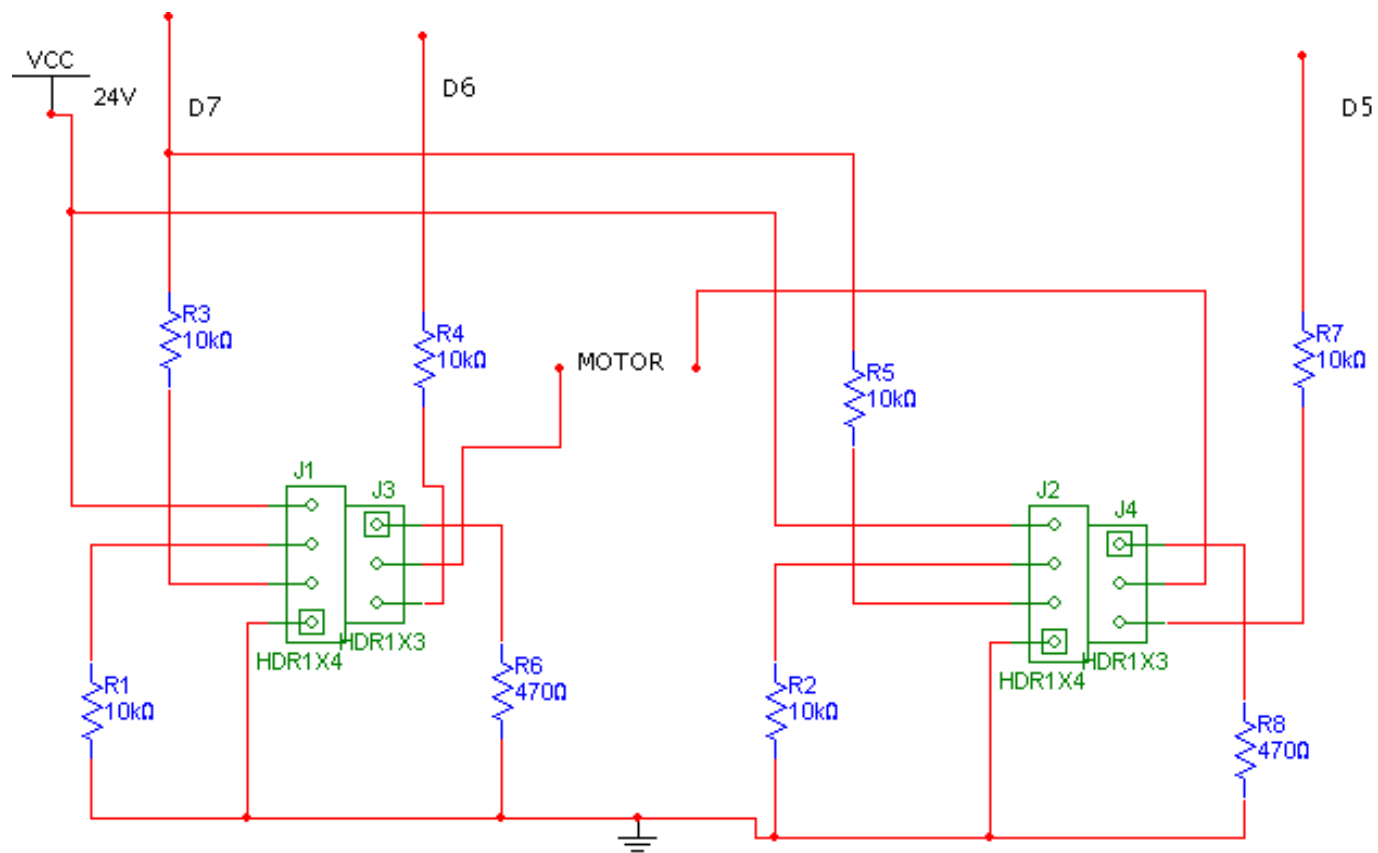 VCC
24V
D7
D6
D5
R3
10kΩ
R4
10kΩ
MOTOR
R5
10kΩ
R7
10kΩ
J1
J3
HDR1X4
HDR1X3
J2
J4
HDR1X4
HDR1X3
R1
10kΩ
R6
470Ω
R2
10kΩ
R8
470Ω